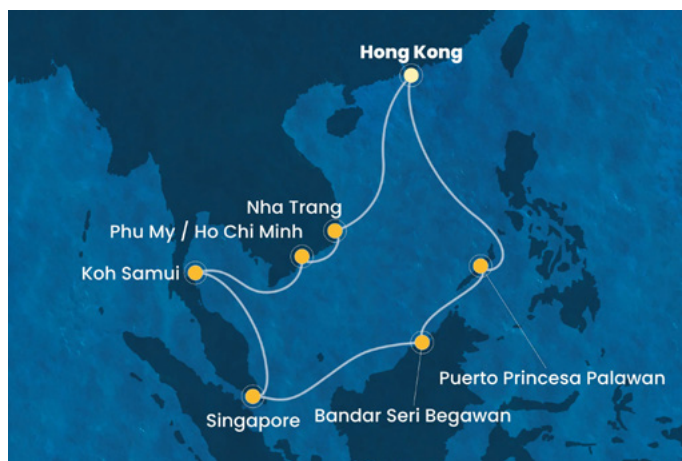 Hong Kong
Nha Trang
Phu My / Ho Chi Minh
Koh Samui
Puerto Princesa Palawan
Singapore
Bandar Seri Begawan